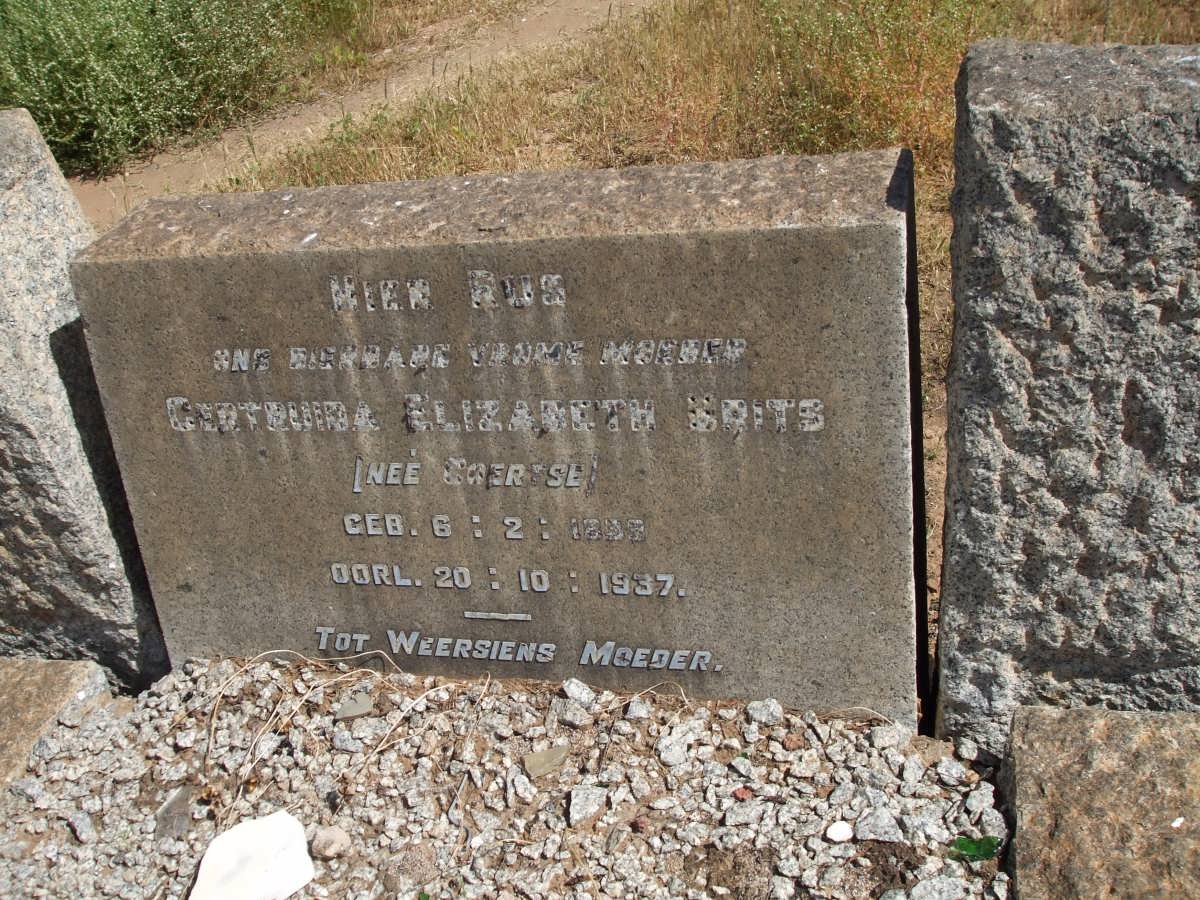 Hier Rus
ons dierbare vrome moeder
Gertruida Elizabeth Brits
[neé Coertse]
Geb. 6 : 2 :
Oorl. 20 : 10 : 1937.
Tot Weersiens Moeder.